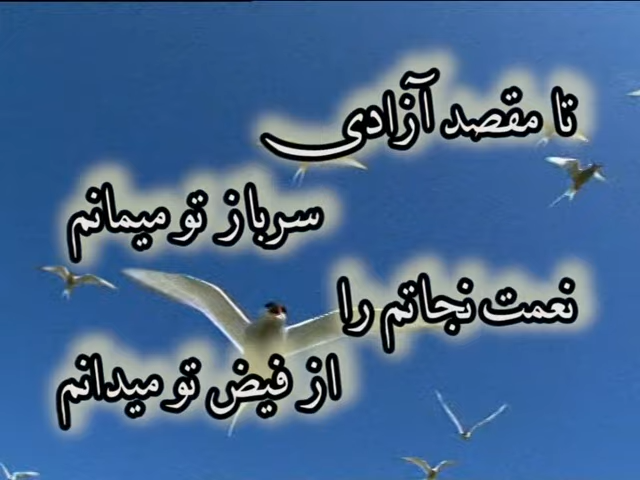 تا مقصد آزادی
سرباز تو میمانم
نعمت نجاتم را
از فیض تو میدانم